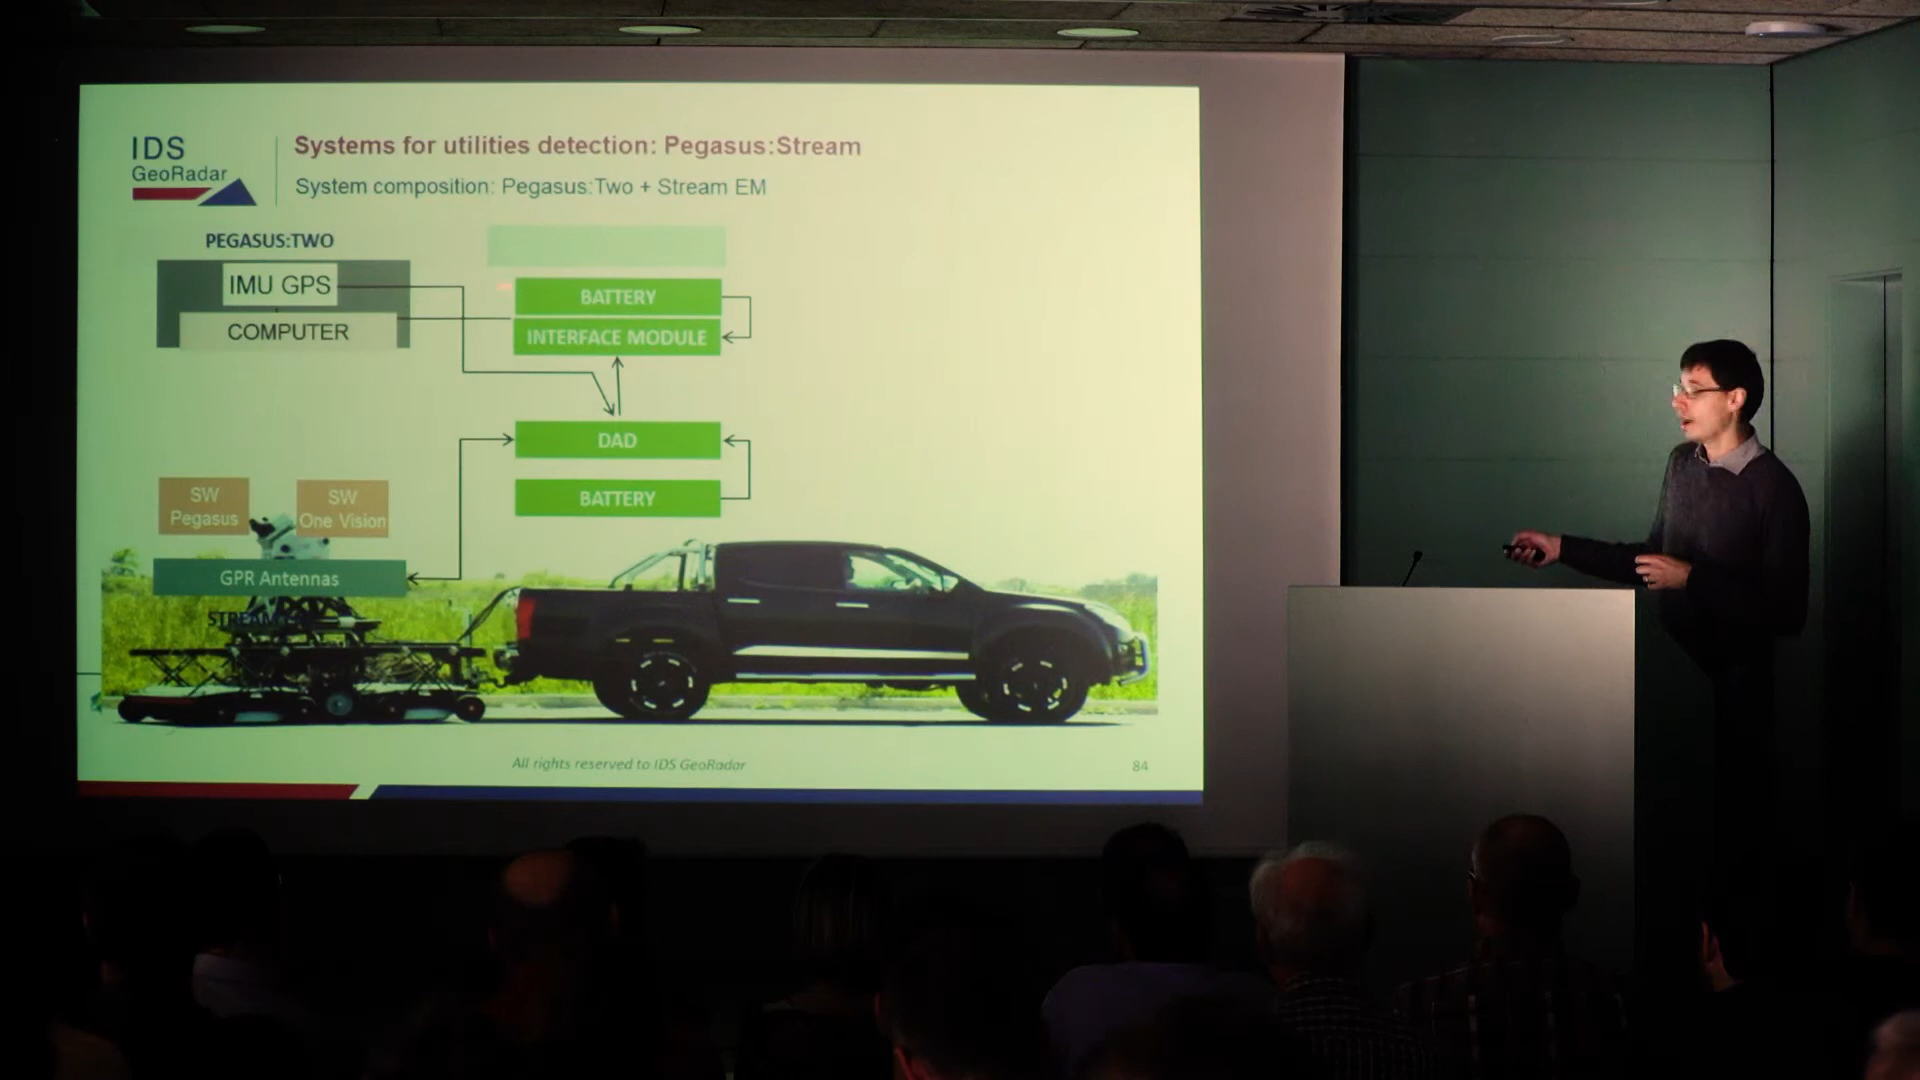 IDS
GeoRadar
Systems for utilities detection: Pegasus:Stream
System composition: Pegasus:Two + Stream EM
PEGASUS:TWO
IMU GPS
COMPUTER
BATTERY
INTERFACE MODULE
DAD
BATTERY
SW
Pegasus
SW
One Vision
GPR Antennas
STREAM
All rights reserved to IDS GeoRadar
84